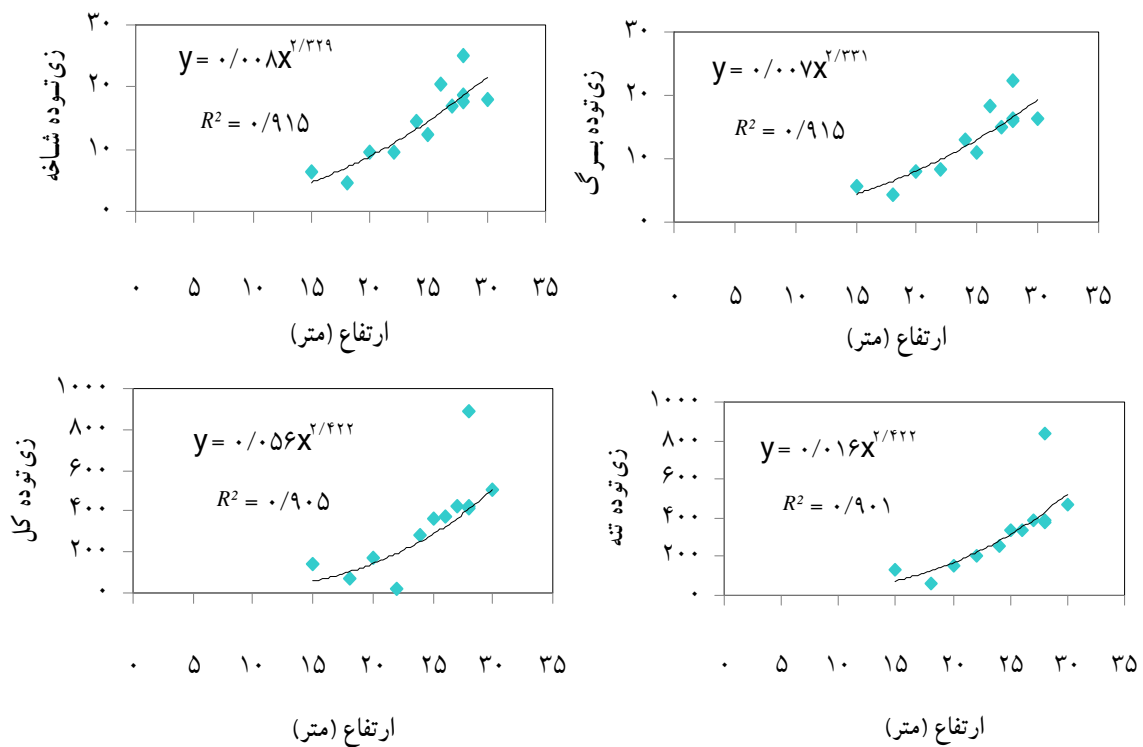 زی‌توده شاخه
۳۰
۲۰
۱۰
۰
y = ۰/۰۰۸x^۲/۳۲۹
R² = ۰/۹۱۵
۰ ۵ ۱۰ ۱۵ ۲۰ ۲۵ ۳۰ ۳۵
ارتفاع (متر)
زی‌توده برگ
۳۰
۲۰
۱۰
۰
y = ۰/۰۰۷x^۲/۳۳۱
R² = ۰/۹۱۵
۰ ۵ ۱۰ ۱۵ ۲۰ ۲۵ ۳۰ ۳۵
ارتفاع (متر)
زی‌توده کل
۱۰۰۰
۸۰۰
۶۰۰
۴۰۰
۲۰۰
۰
y = ۰/۰۵۶x^۲/۴۲۲
R² = ۰/۹۰۵
۰ ۵ ۱۰ ۱۵ ۲۰ ۲۵ ۳۰ ۳۵
ارتفاع (متر)
زی‌توده تنه
۱۰۰۰
۸۰۰
۶۰۰
۴۰۰
۲۰۰
۰
y = ۰/۰۱۶x^۲/۴۲۲
R² = ۰/۹۰۱
۰ ۵ ۱۰ ۱۵ ۲۰ ۲۵ ۳۰ ۳۵
ارتفاع (متر)